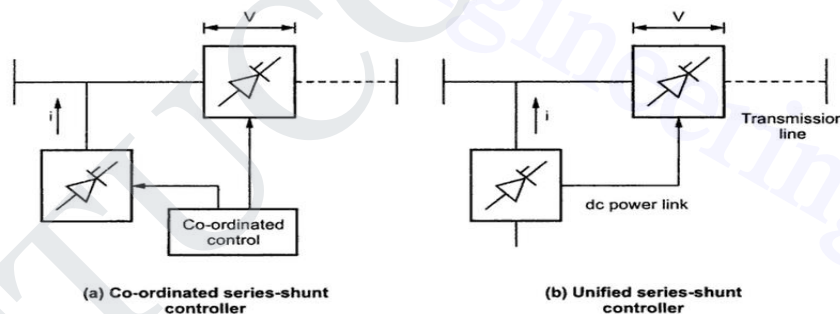 V
V
i
i
Transmission
line
dc power link
Co-ordinated
control
(a) Co-ordinated series-shunt
controller
(b) Unified series-shunt
controller